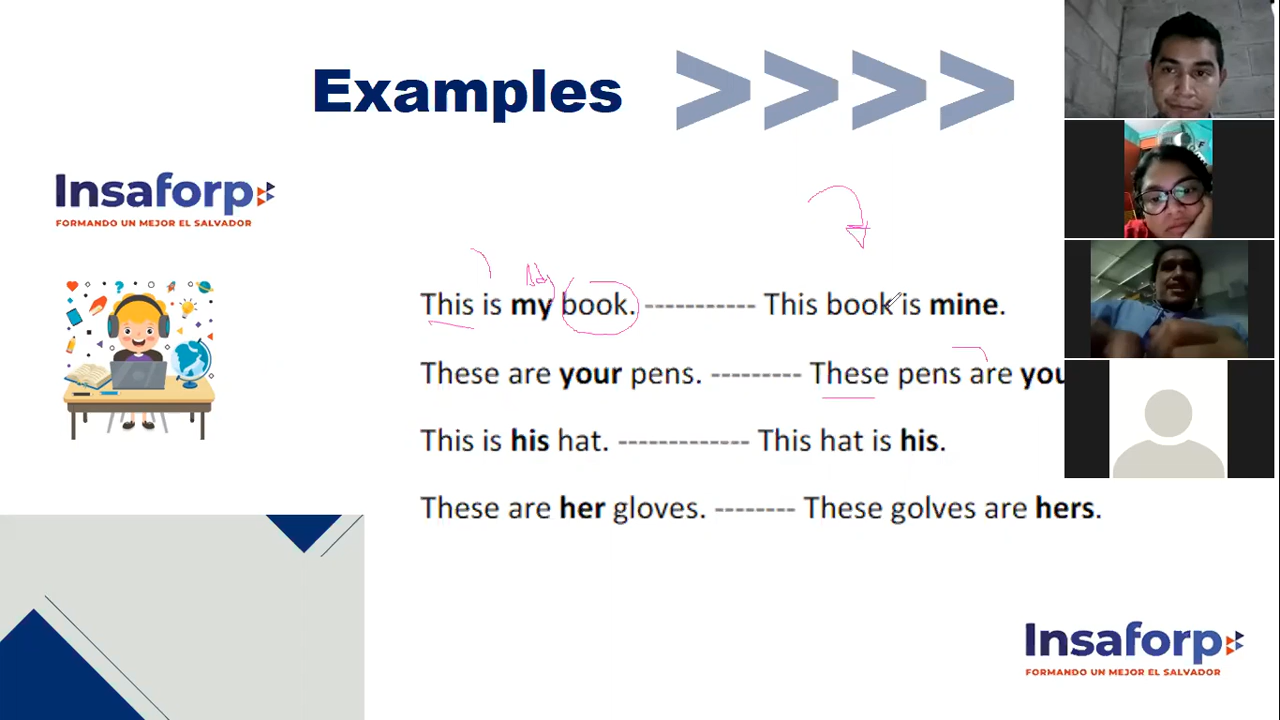 Examples
Insaforp
FORMANDO UN MEJOR EL SALVADOR
Adj
This is my book. ----------- This book is mine.
These are your pens. --------- These pens are you
This is his hat. ------------- This hat is his.
These are her gloves. -------- These golves are hers.
Insaforp
FORMANDO UN MEJOR EL SALVADOR